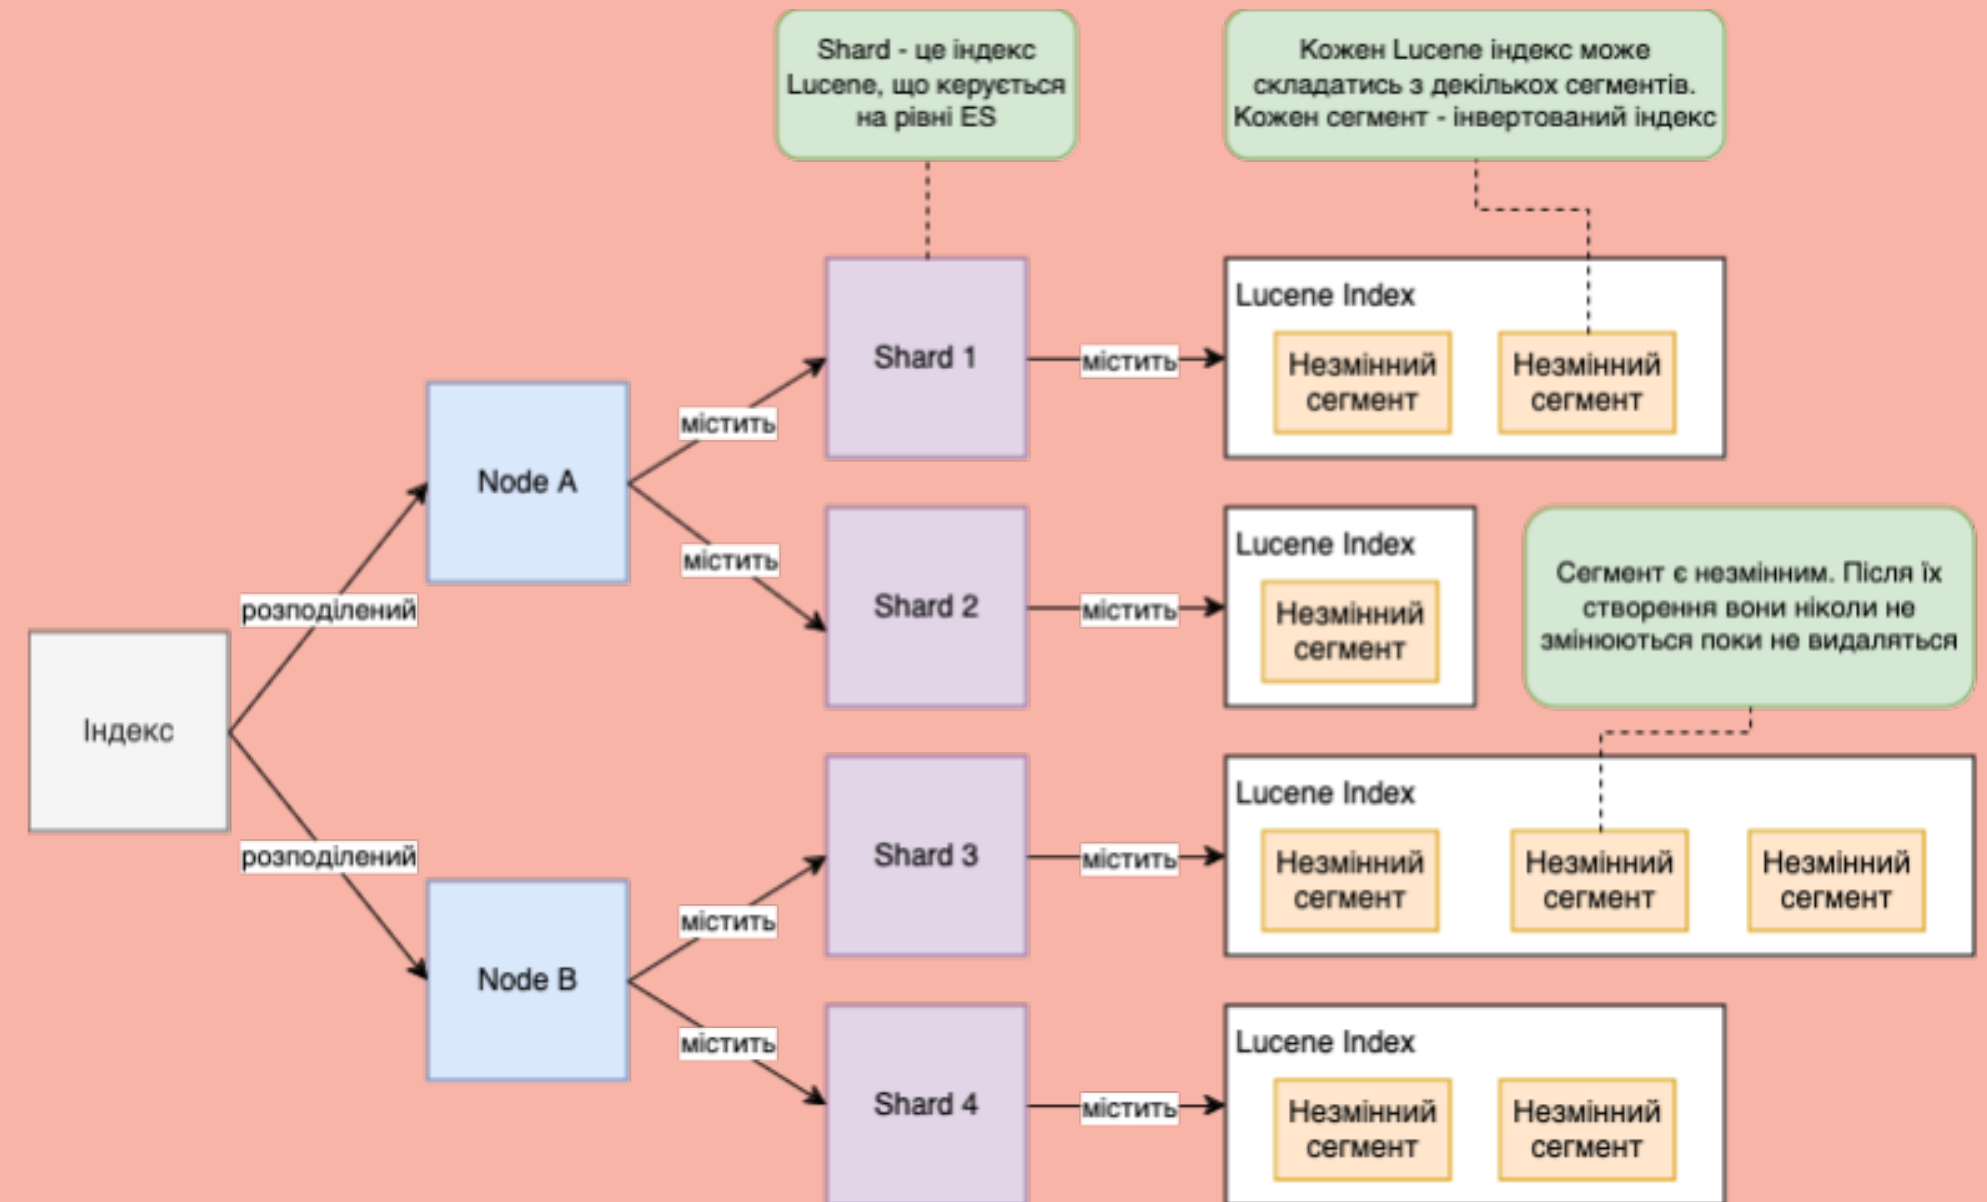 Shard - це індекс
Lucene, що керується
на рівні ES
Кожен Lucene індекс може
складатись з декількох сегментів.
Кожен сегмент - інвертований індекс
Індекс
розподілений
розподілений
Node A
Node B
містить
містить
містить
містить
Shard 1
містить
Lucene Index
Незмінний
сегмент
Незмінний
сегмент
Shard 2
містить
Lucene Index
Незмінний
сегмент
Сегмент є незмінним. Після їх
створення вони ніколи не
змінюються поки не видаляться
Shard 3
містить
Lucene Index
Незмінний
сегмент
Незмінний
сегмент
Незмінний
сегмент
Shard 4
містить
Lucene Index
Незмінний
сегмент
Незмінний
сегмент